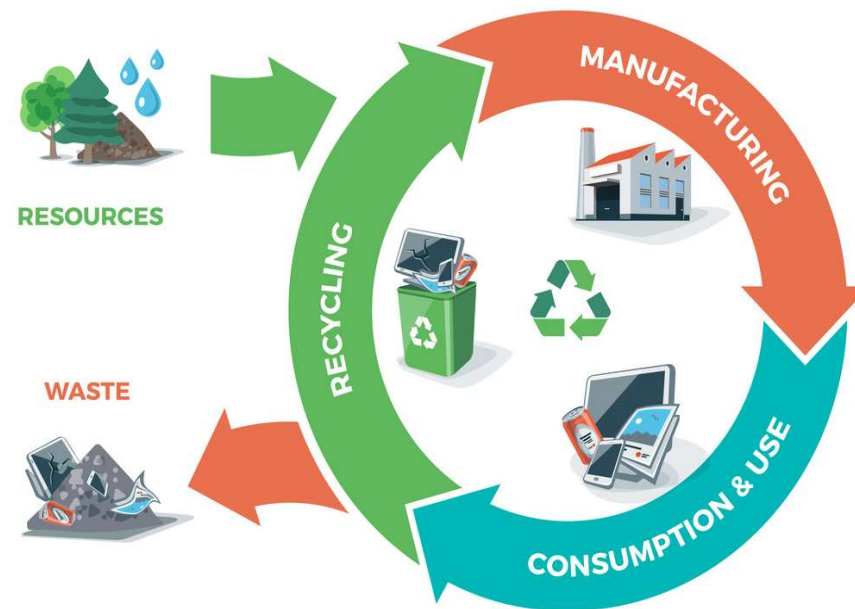 RESOURCES
WASTE
RECYCLING
MANUFACTURING
CONSUMPTION & USE